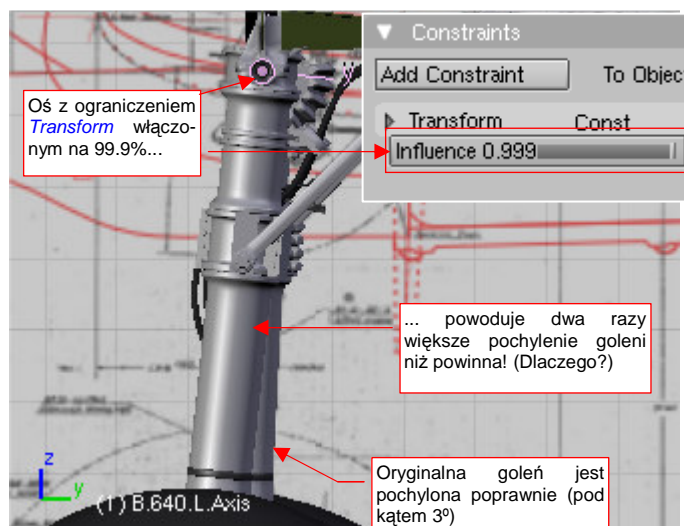 Constraints
Add Constraint
To Objec
Transform
Const
Influence 0.999
Oś z ograniczeniem
Transform włączo-
nym na 99.9%...
... powoduje dwa razy
większe pochylenie goleni
niż powinna! (Dlaczego?)
Oryginalna goleń jest
pochylona poprawnie (pod
kątem 3º)
z
y
(1) B.640.L.Axis